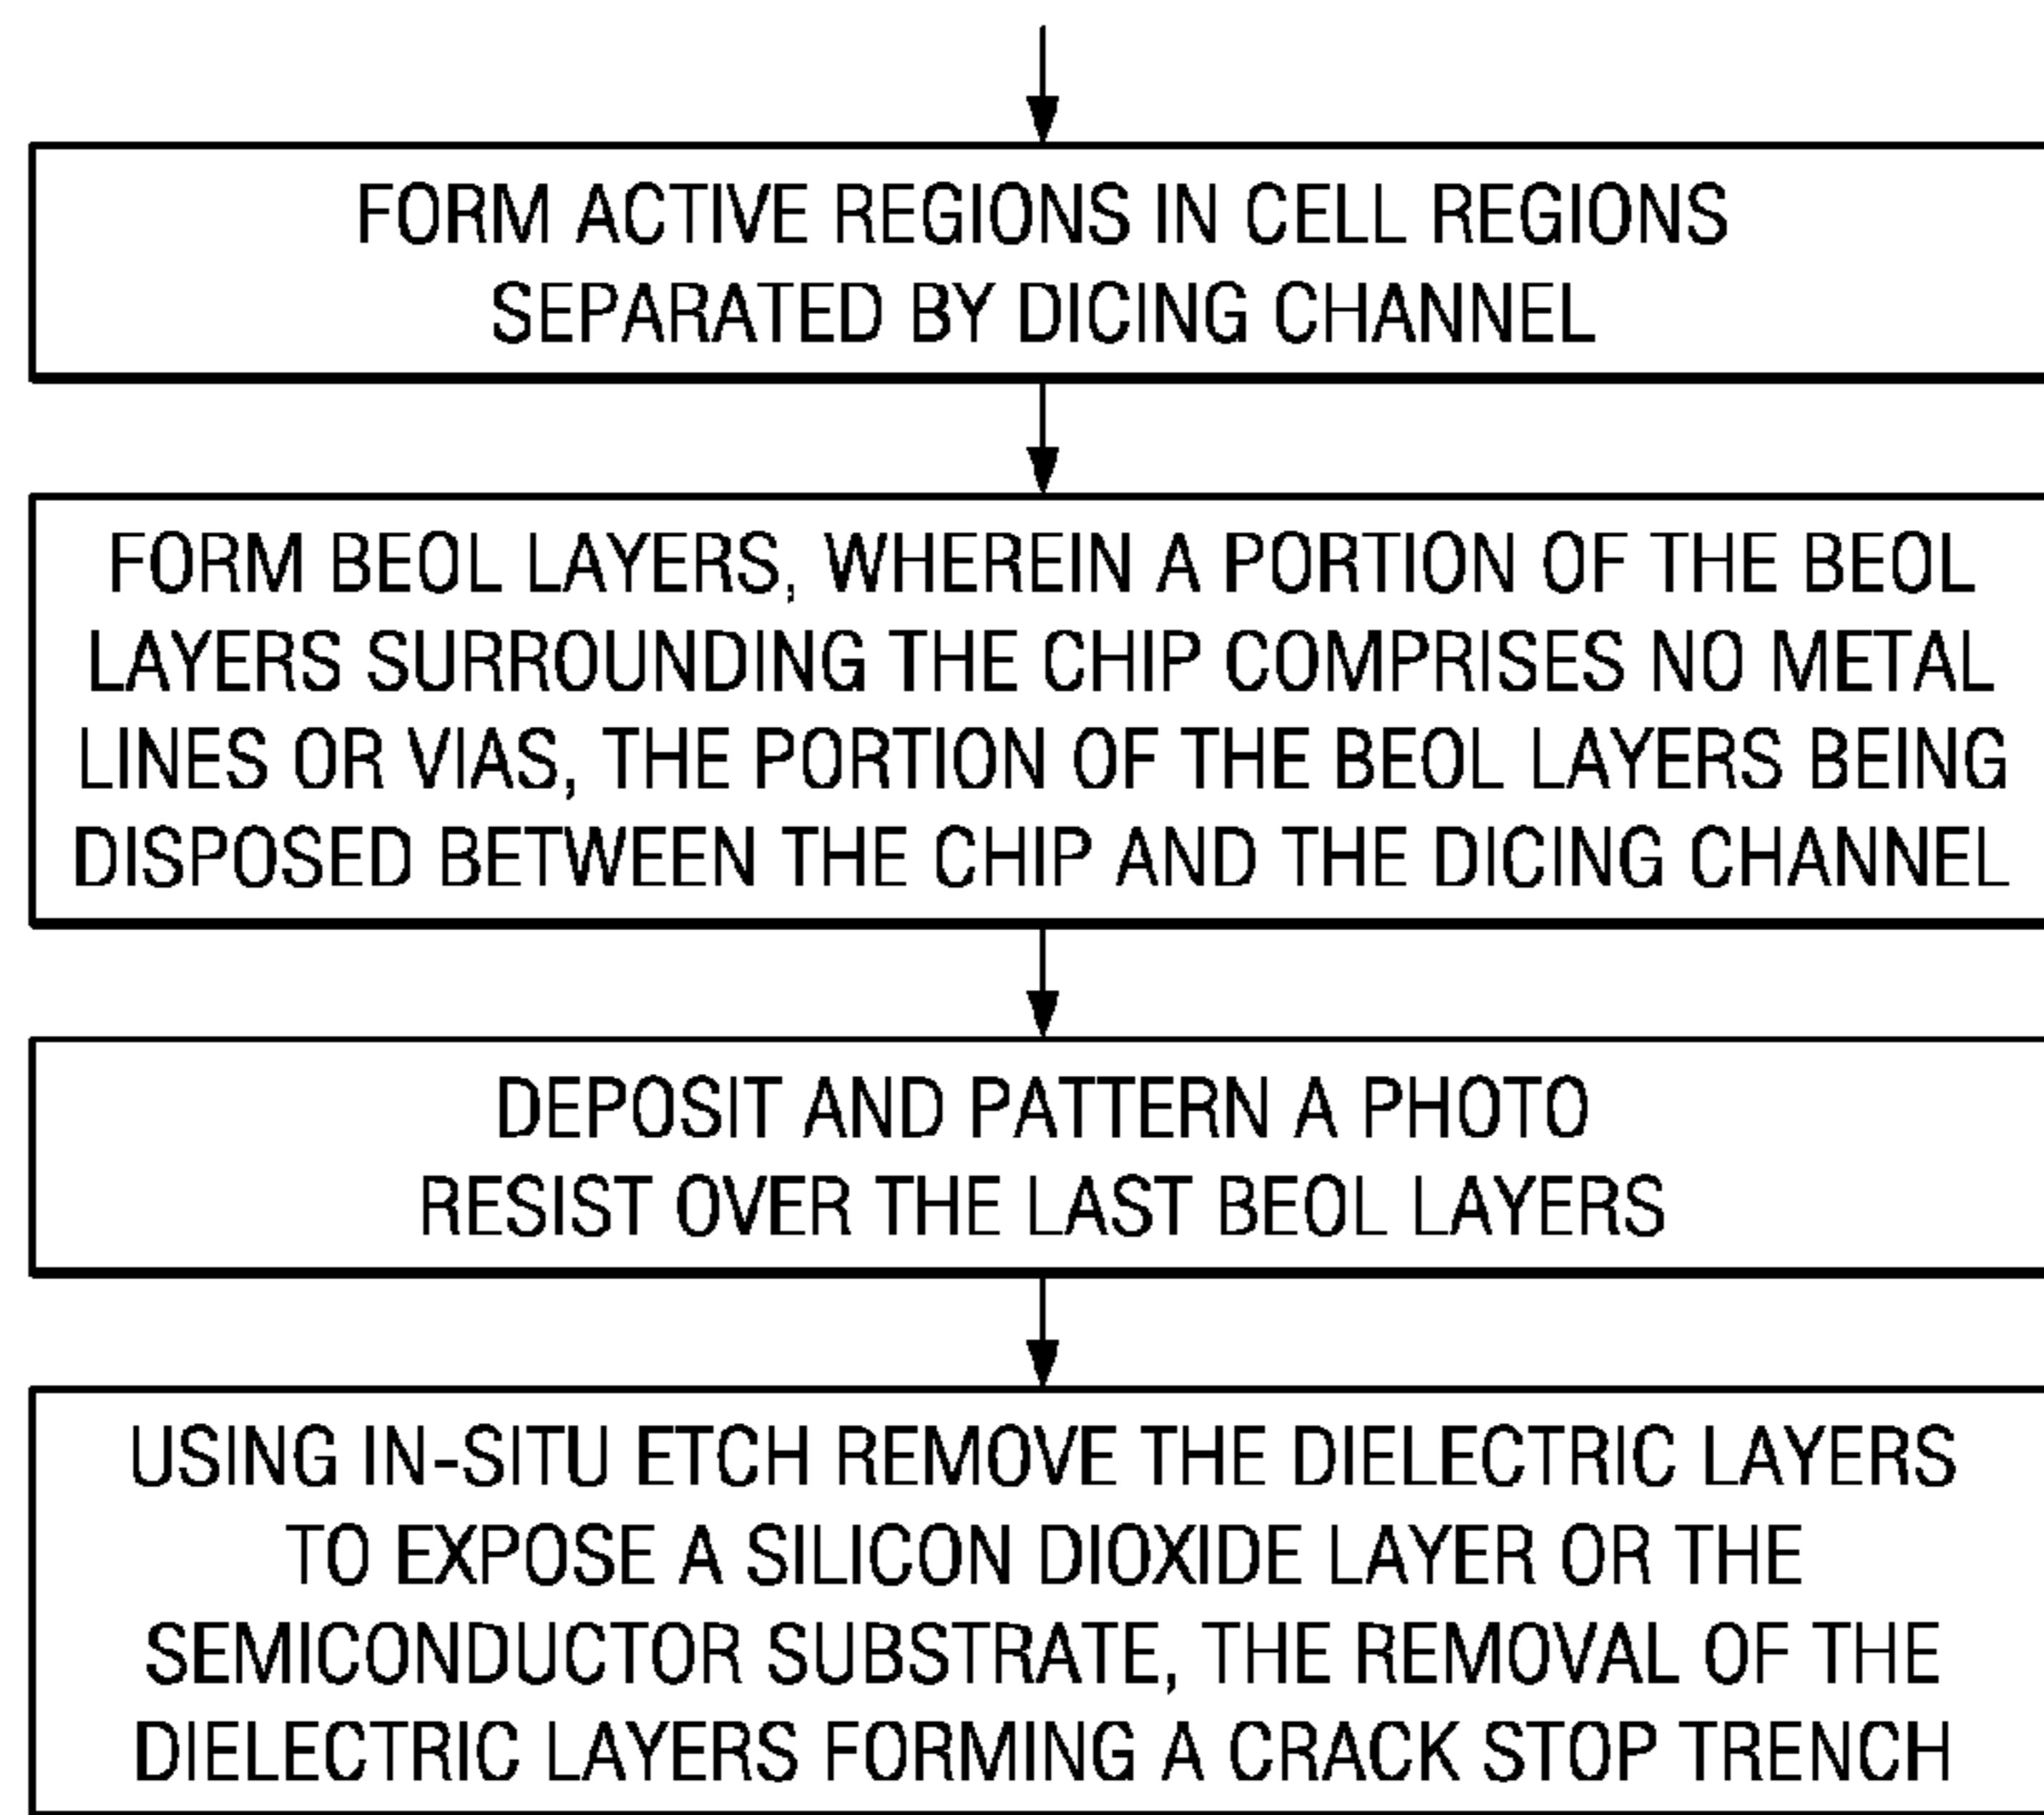 FORM ACTIVE REGIONS IN CELL REGIONS
SEPARATED BY DICING CHANNEL
FORM BEOL LAYERS, WHEREIN A PORTION OF THE BEOL
LAYERS SURROUNDING THE CHIP COMPRISES NO METAL
LINES OR VIAS, THE PORTION OF THE BEOL LAYERS BEING
DISPOSED BETWEEN THE CHIP AND THE DICING CHANNEL
DEPOSIT AND PATTERN A PHOTO
RESIST OVER THE LAST BEOL LAYERS
USING IN-SITU ETCH REMOVE THE DIELECTRIC LAYERS
TO EXPOSE A SILICON DIOXIDE LAYER OR THE
SEMICONDUCTOR SUBSTRATE, THE REMOVAL OF THE
DIELECTRIC LAYERS FORMING A CRACK STOP TRENCH